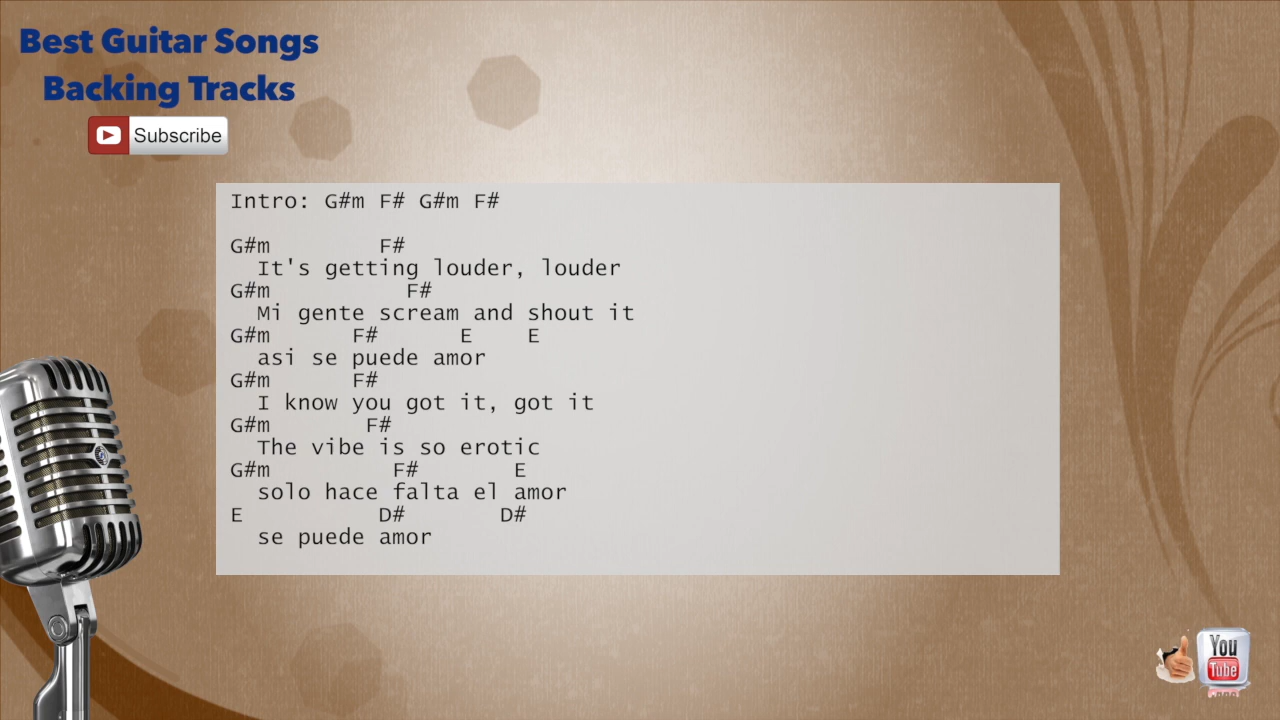 Best Guitar Songs
Backing Tracks
Subscribe
Intro: G#m F# G#m F#
G#m        F#
  It's getting louder, louder
G#m          F#
  Mi gente scream and shout it
G#m      F#      E    E
  asi se puede amor
G#m      F#
  I know you got it, got it
G#m       F#
  The vibe is so erotic
G#m         F#       E
  solo hace falta el amor
E          D#       D#
  se puede amor
You
Tube